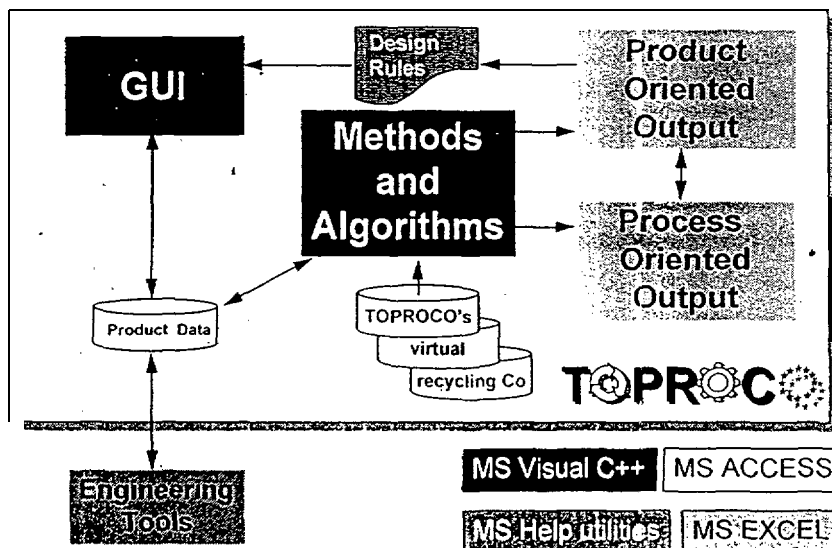 GUI
Design
Rules
Product
Oriented
Output
Methods
and
Algorithms
Process
Oriented
Output
Product Data
TOPROCO's
virtual
recycling Co
TOPROCO
Engineering
Tools
MS Visual C++
MS ACCESS
MS Help utilities
MS EXCEL